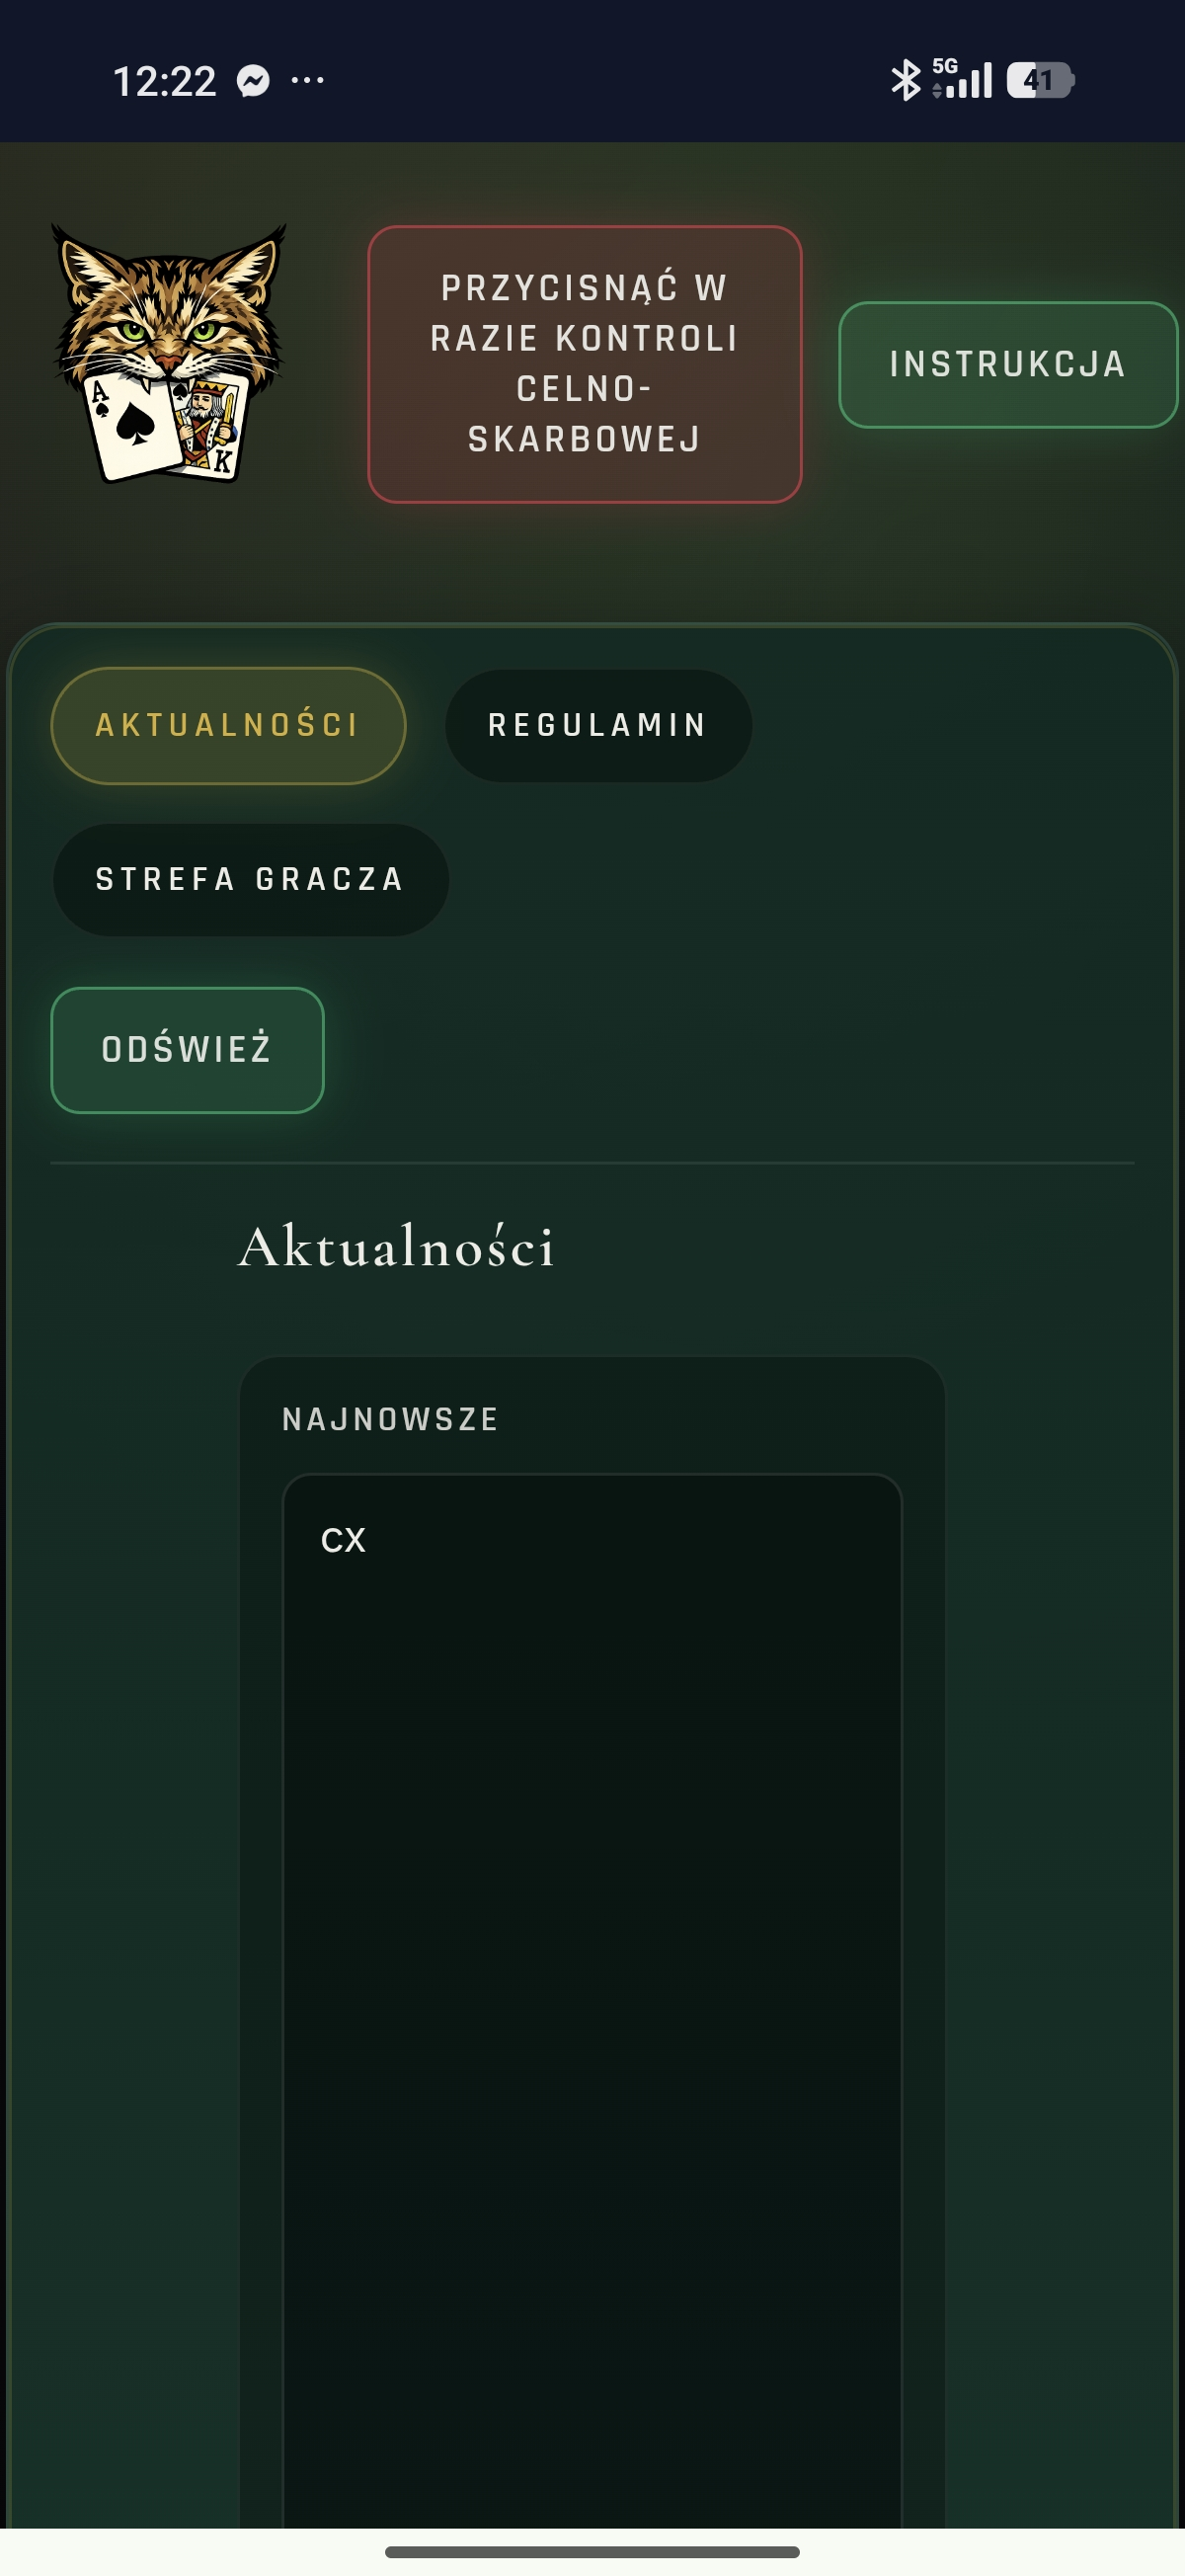 12:22
5G
41
PRZYCISNĄĆ W
RAZIE KONTROLI
CELNO-
SKARBOWEJ
INSTRUKCJA
A
K
AKTUALNOŚCI
REGULAMIN
STREFA GRACZA
ODŚWIEŻ
Aktualności
NAJNOWSZE
cx